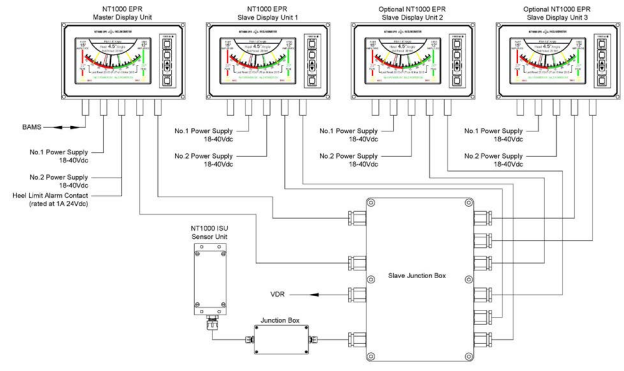 NT1000 EPR
Master Display Unit
NT1000 EPR
Slave Display Unit 1
Optional NT1000 EPR
Slave Display Unit 2
Optional NT1000 EPR
Slave Display Unit 3
BAMS
No.1 Power Supply
18-40Vdc
No.2 Power Supply
18-40Vdc
Heel Limit Alarm Contact
(rated at 1A 24Vdc)
No.1 Power Supply
18-40Vdc
No.2 Power Supply
18-40Vdc
No.1 Power Supply
18-40Vdc
No.2 Power Supply
18-40Vdc
No.1 Power Supply
18-40Vdc
No.2 Power Supply
18-40Vdc
NT1000 ISU
Sensor Unit
Slave Junction Box
VDR
Junction Box